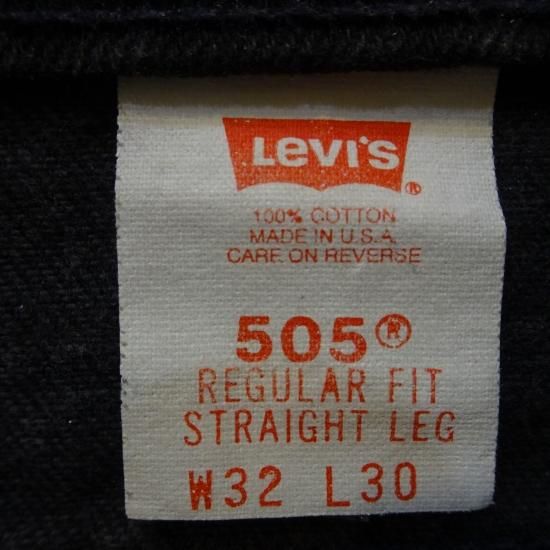 Levi's®
100% COTTON
MADE IN U.S.A.
CARE ON REVERSE
505®
REGULAR FIT
STRAIGHT LEG
W32 L30